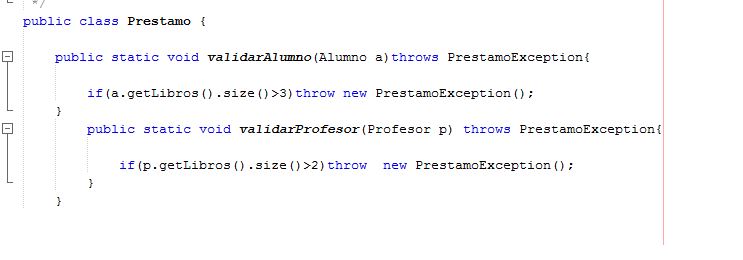 */
public class Prestamo {
public static void validarAlumno(Alumno a)throws PrestamoException{
if(a.getLibros().size()>3)throw new PrestamoException();
}
public static void validarProfesor(Profesor p) throws PrestamoException{
if(p.getLibros().size()>2)throw  new PrestamoException();
}
}